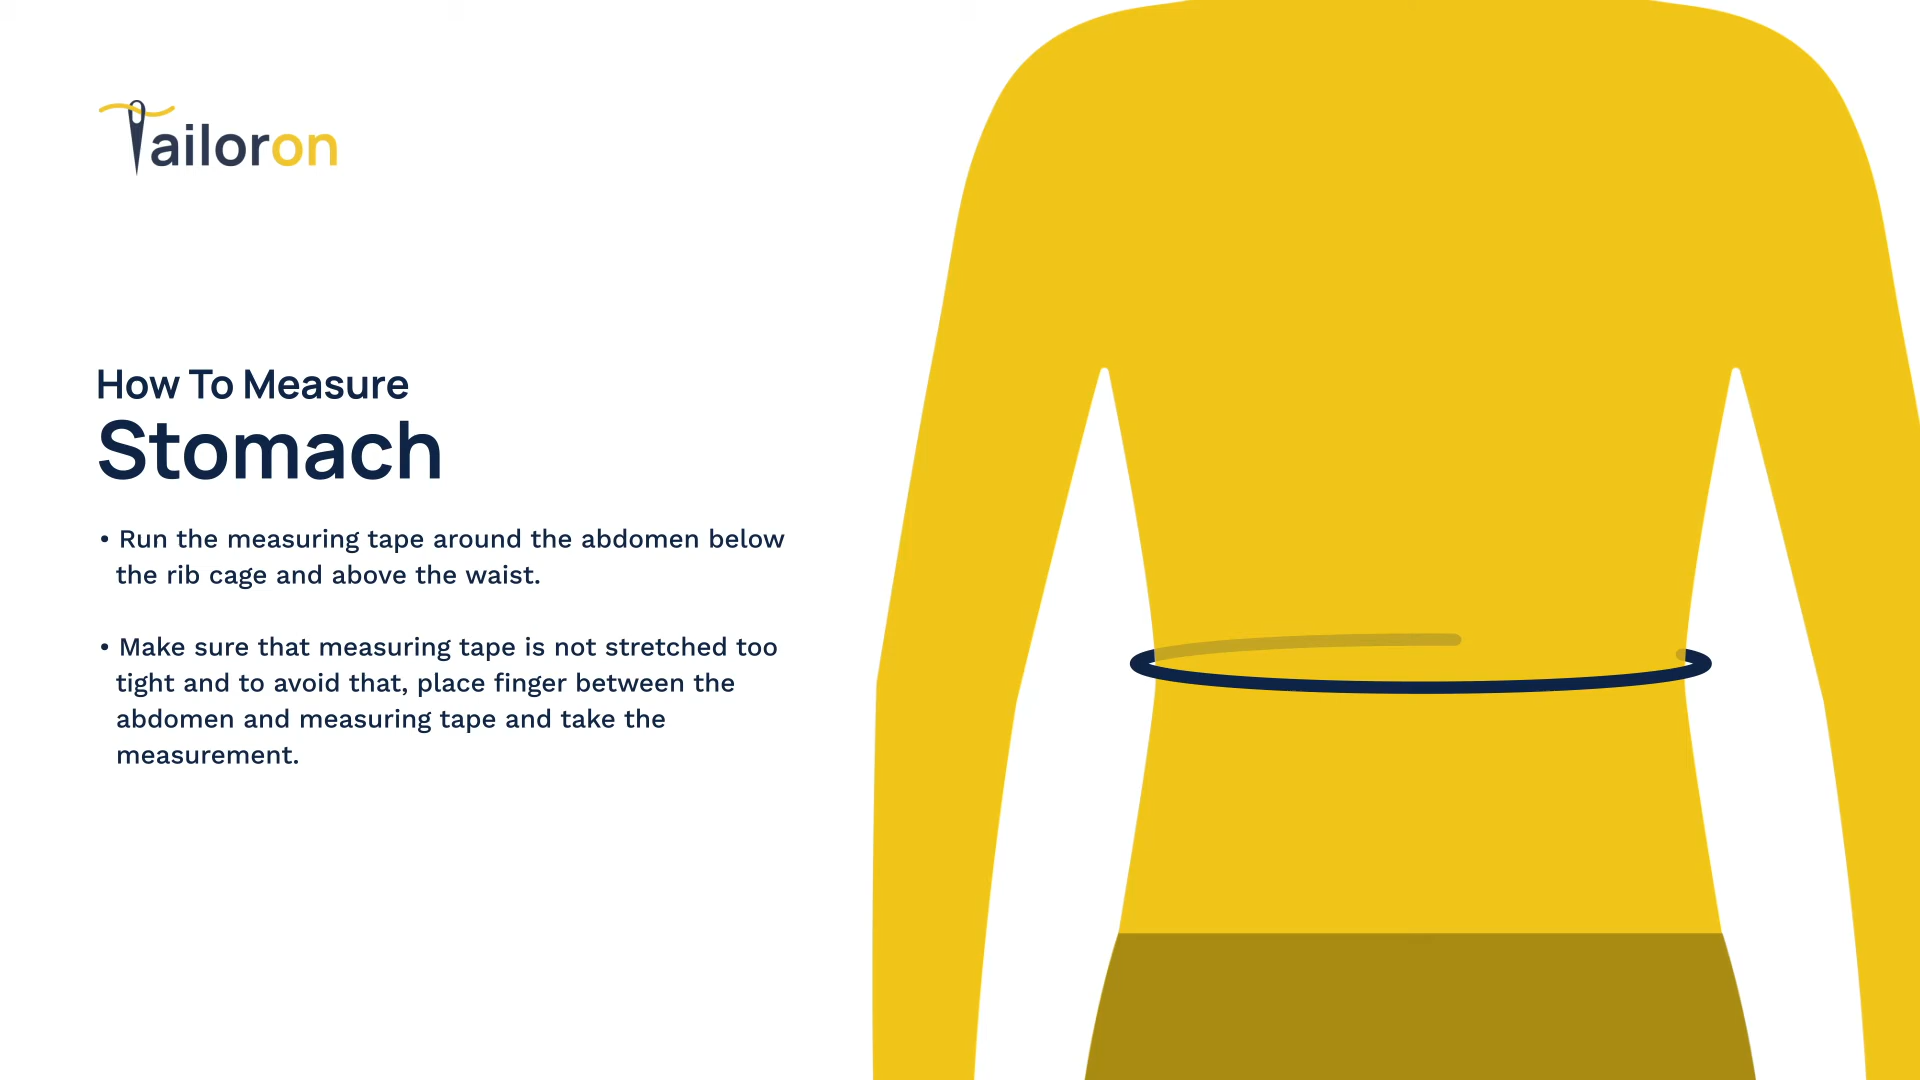 Tailoron
How To Measure
Stomach
• Run the measuring tape around the abdomen below
the rib cage and above the waist.
• Make sure that measuring tape is not stretched too
tight and to avoid that, place finger between the
abdomen and measuring tape and take the
measurement.